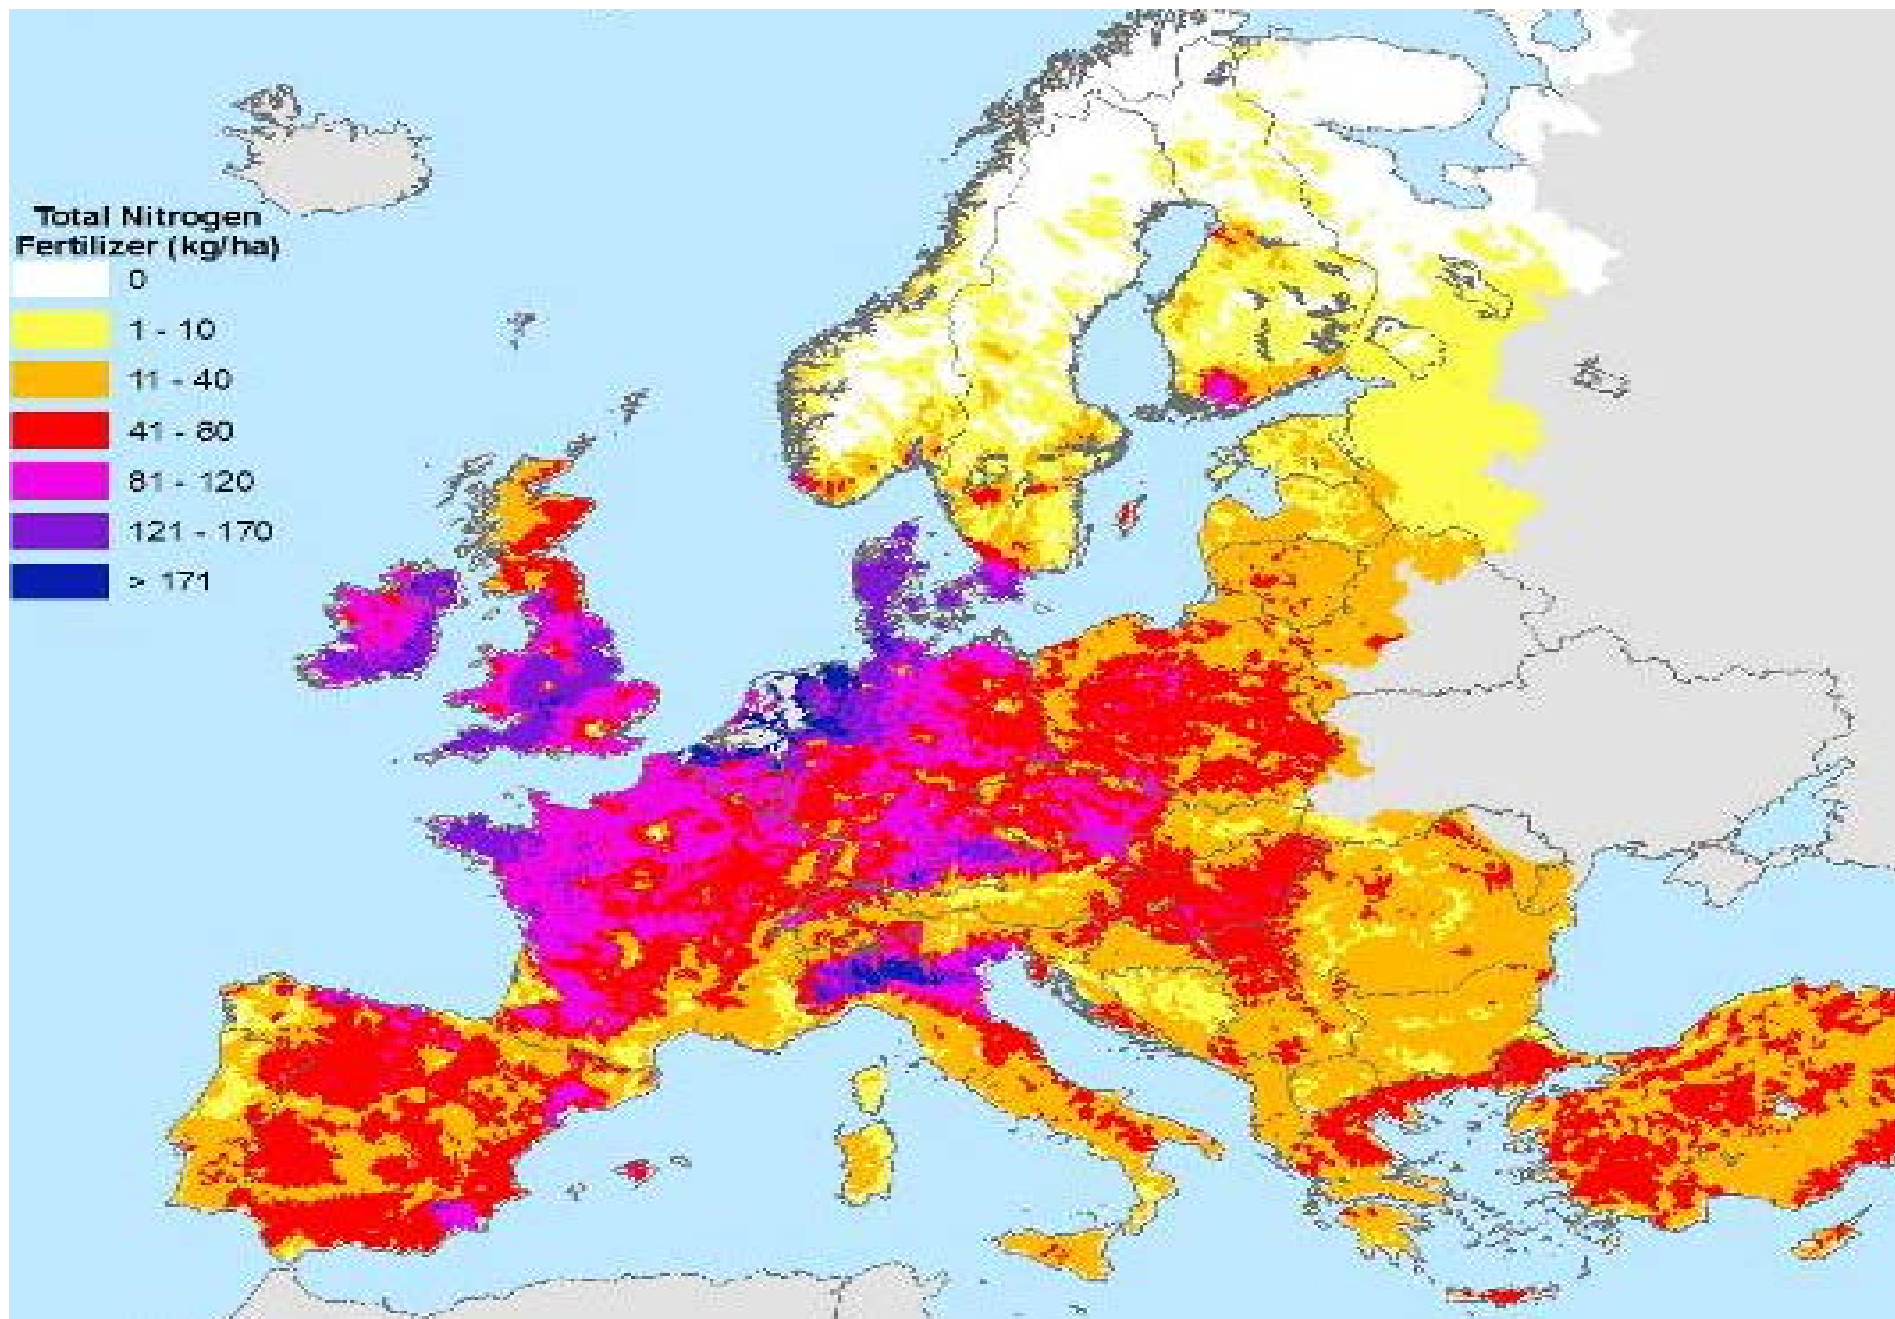 Total Nitrogen
Fertilizer (kg/ha)
0
1 - 10
11 - 40
41 - 80
81 - 120
121 - 170
> 171